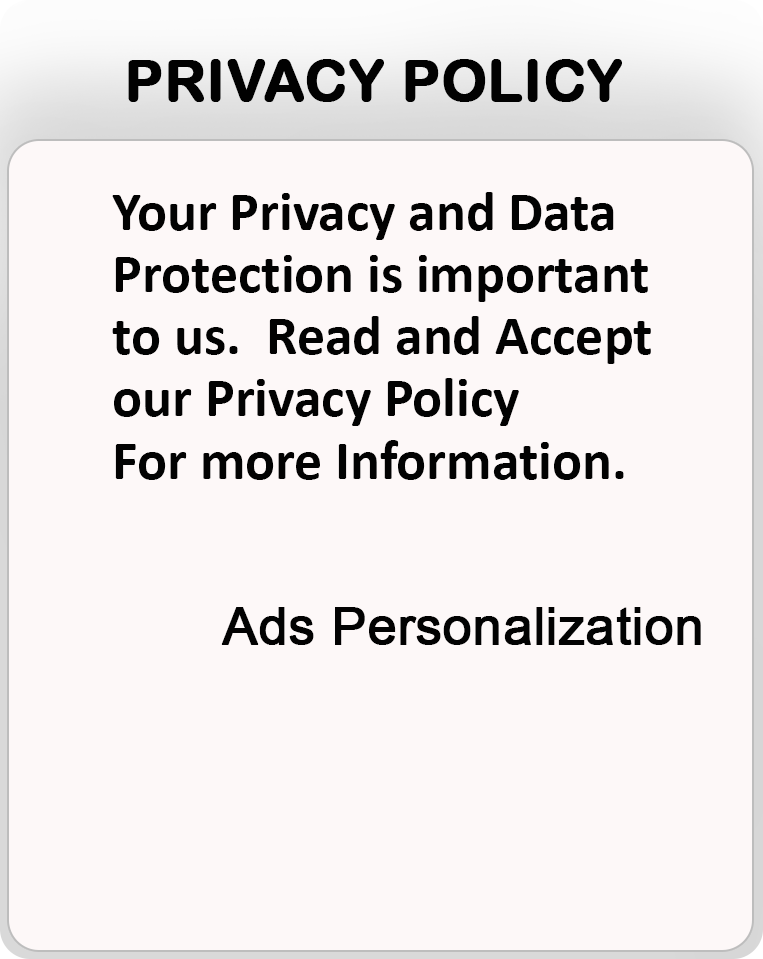 PRIVACY POLICY
Your Privacy and Data
Protection is important
to us.  Read and Accept
our Privacy Policy
For more Information.
Ads Personalization